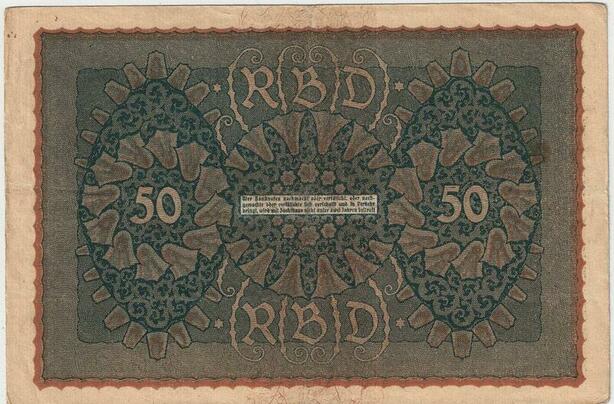 RBD
50
Wer Banknoten nachmacht oder verfälscht, oder nach-
gemachte oder verfälschte sich verschafft und in Verkehr
bringt, wird mit Zuchthaus nicht unter zwei Jahren bestraft
50
RBD